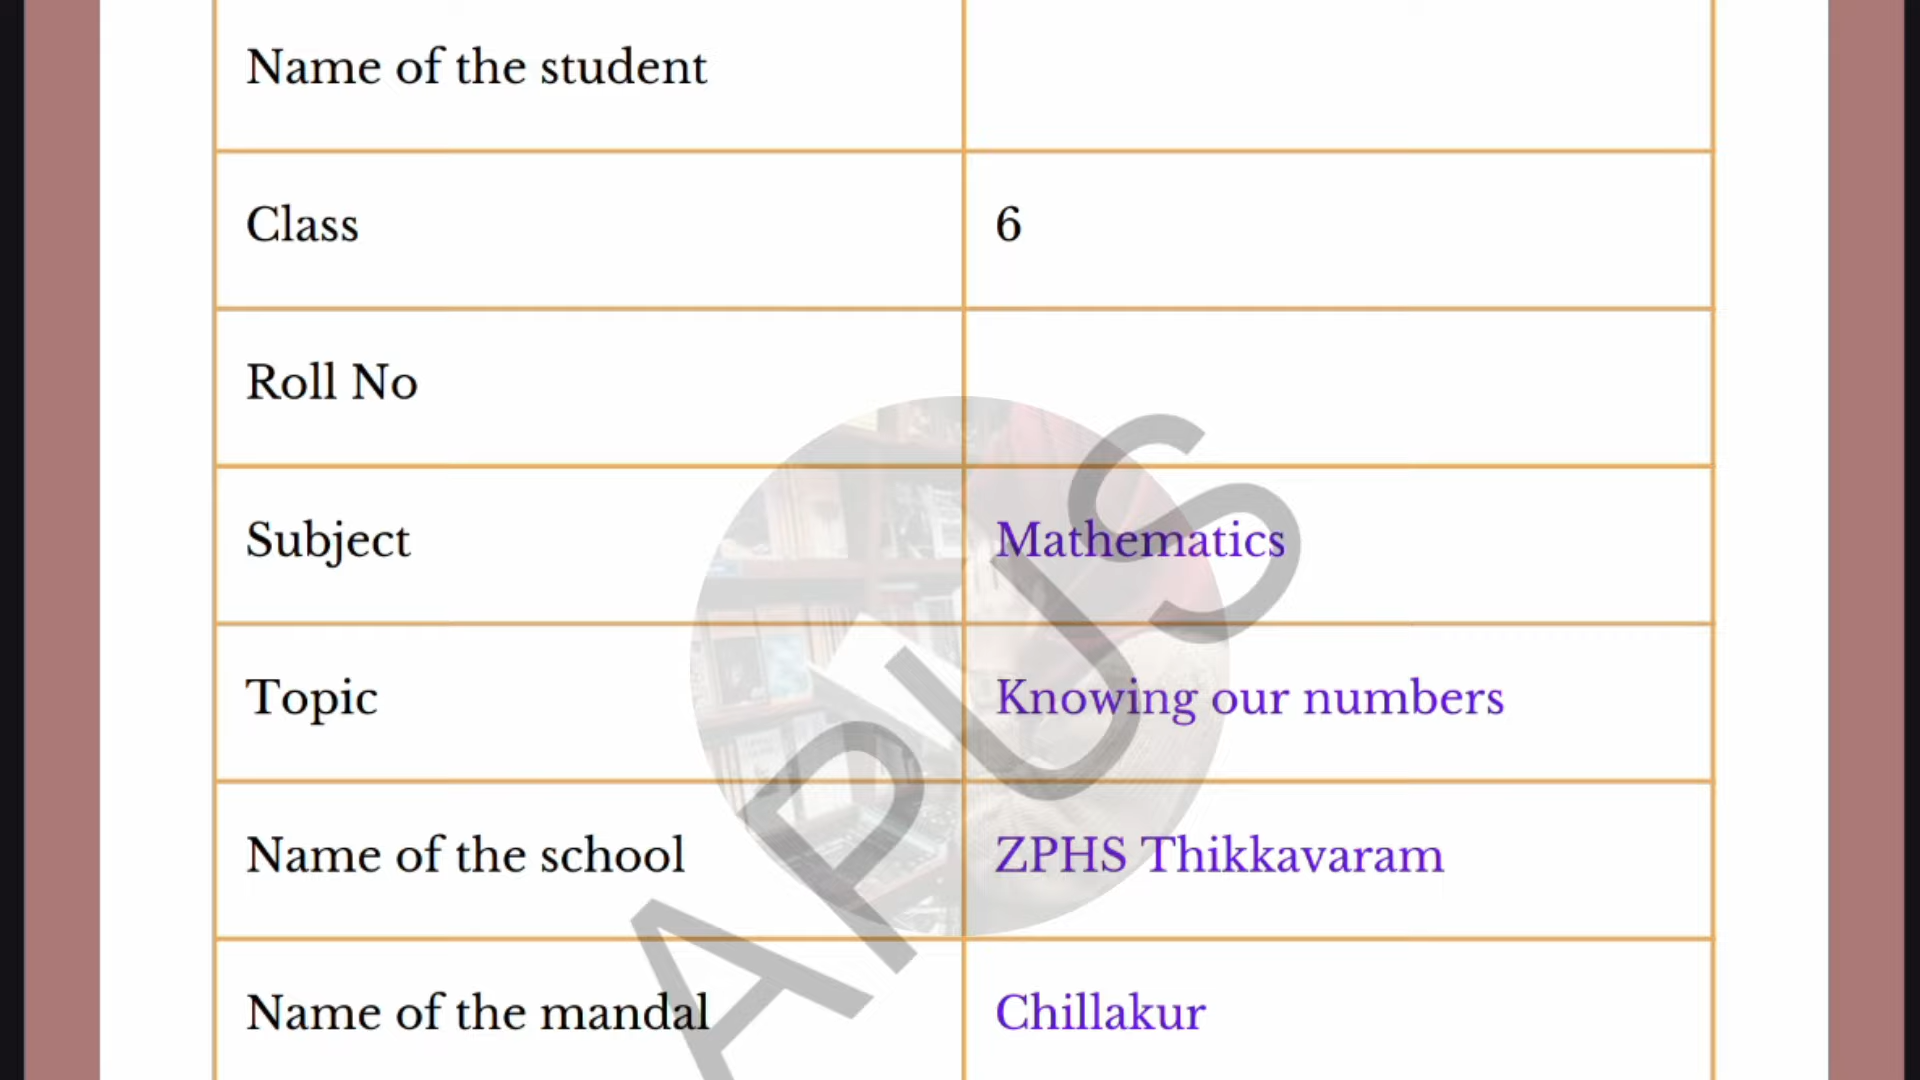 Name of the student
Class 6
Roll No
Subject Mathematics
Topic Knowing our numbers
Name of the school ZPHS Thikkavaram
Name of the mandal Chillakur
APUS